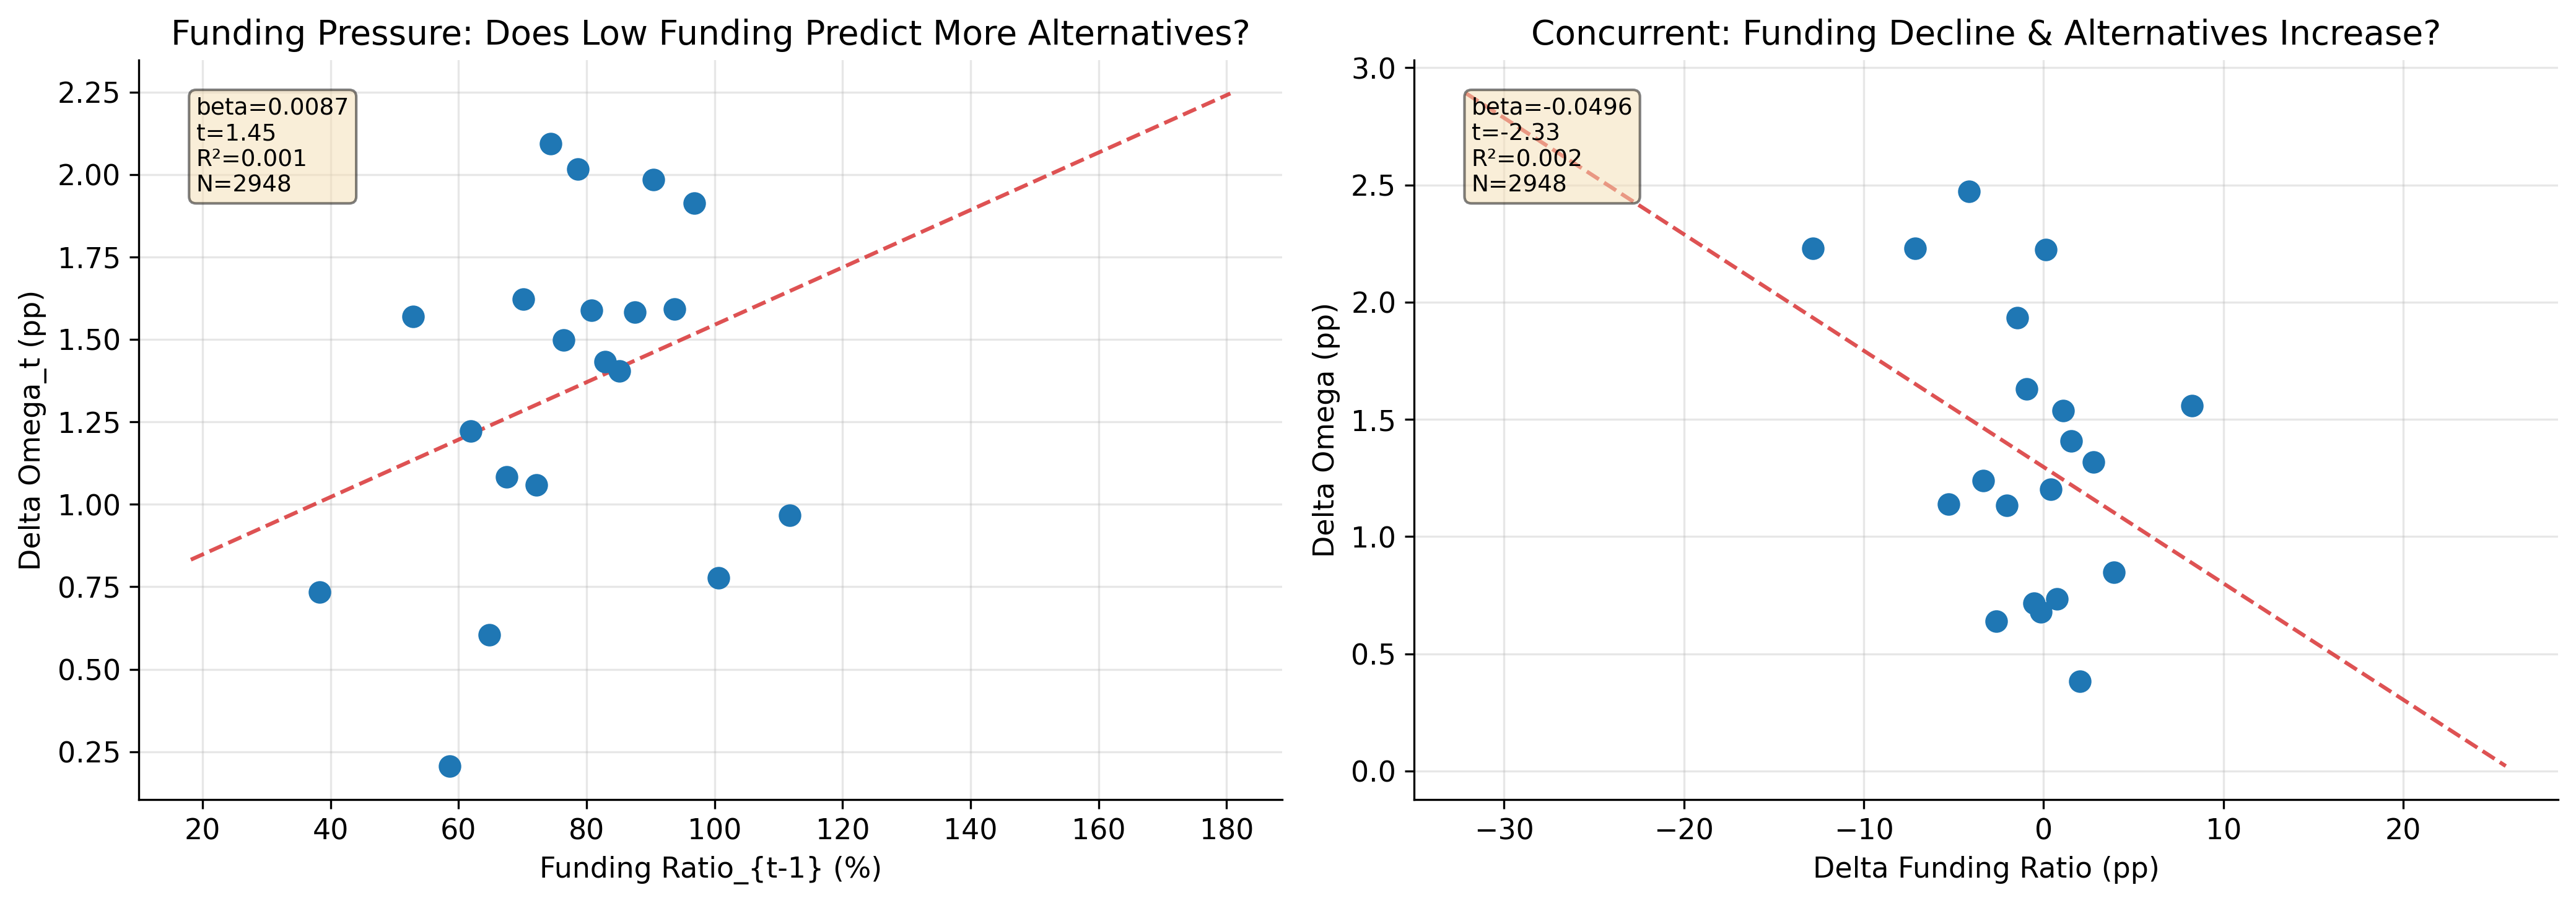 Funding Pressure: Does Low Funding Predict More Alternatives?
beta=0.0087
t=1.45
R²=0.001
N=2948
2.25
2.00
1.75
1.50
1.25
1.00
0.75
0.50
0.25
Delta Omega_t (pp)
20 40 60 80 100 120 140 160 180
Funding Ratio_{t-1} (%)
Concurrent: Funding Decline & Alternatives Increase?
beta=-0.0496
t=-2.33
R²=0.002
N=2948
3.0
2.5
2.0
1.5
1.0
0.5
0.0
Delta Omega (pp)
−30 −20 −10 0 10 20
Delta Funding Ratio (pp)